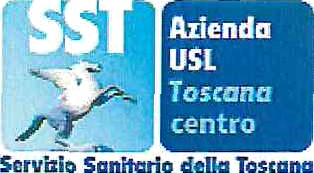 SST
Azienda
USL
Toscana
centro
Servizio Sanitario della Toscana